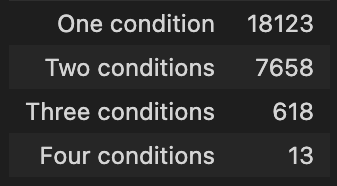 One condition 18123
Two conditions 7658
Three conditions 618
Four conditions 13